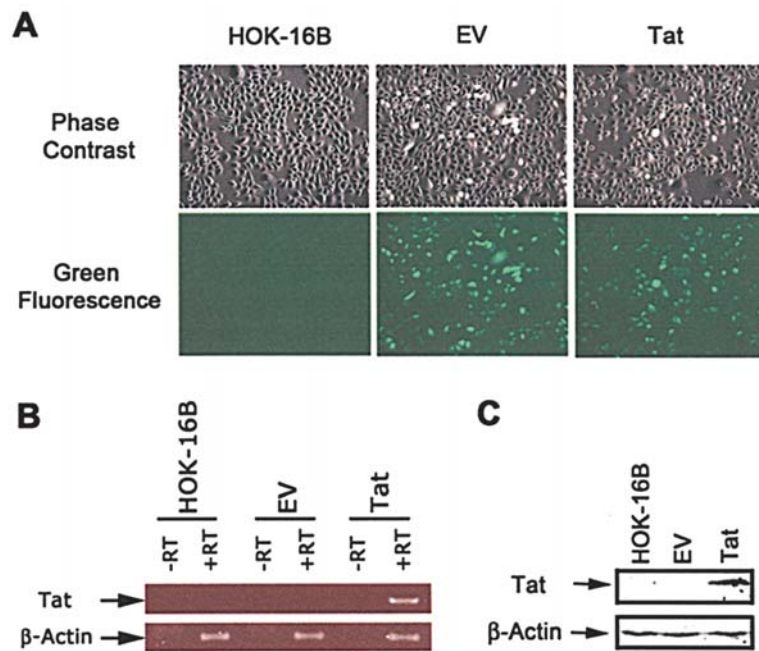 A
HOK-16B EV Tat
Phase
Contrast
Green
Fluorescence
B
HOK-16B EV Tat
-RT +RT -RT +RT -RT +RT
Tat
β-Actin
C
HOK-16B EV Tat
Tat
β-Actin